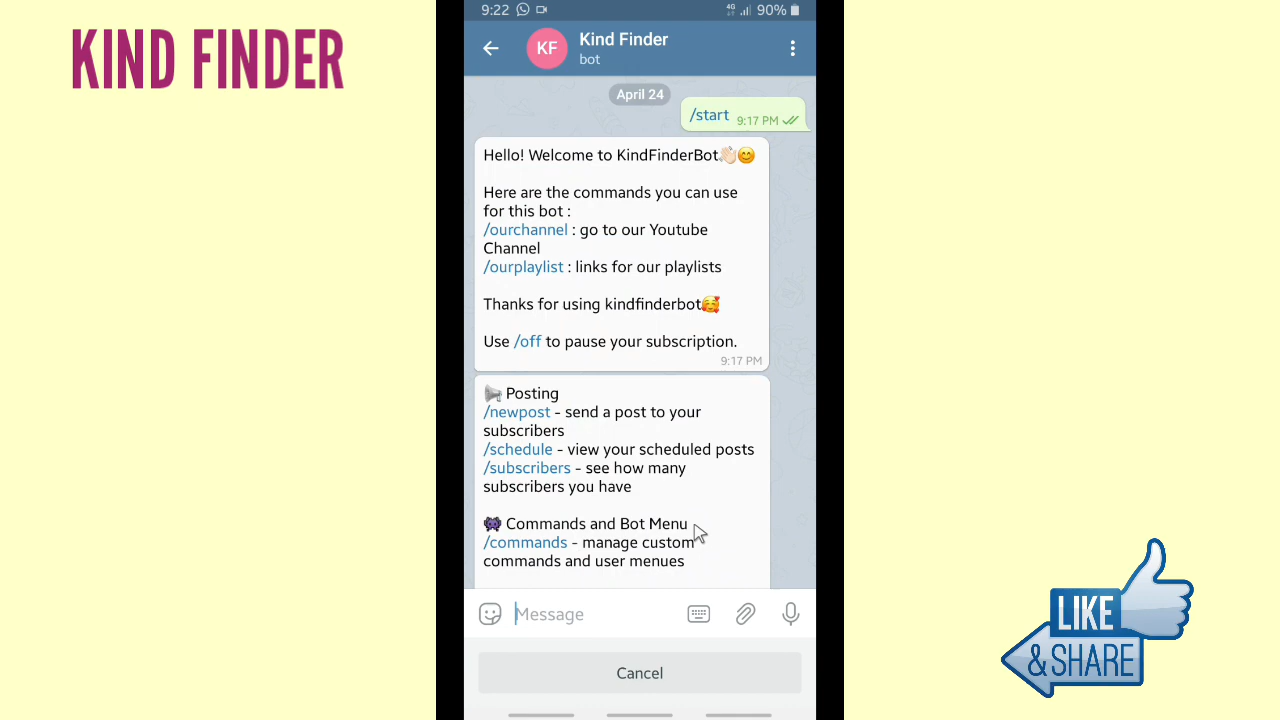 KIND FINDER
9:22
4G
90%
KF
Kind Finder
bot
April 24
/start 9:17 PM
Hello! Welcome to KindFinderBot👋🏻😊
Here are the commands you can use
for this bot :
/ourchannel : go to our Youtube
Channel
/ourplaylist : links for our playlists
Thanks for using kindfinderbot🥰
Use /off to pause your subscription.
9:17 PM
📢 Posting
/newpost - send a post to your
subscribers
/schedule - view your scheduled posts
/subscribers - see how many
subscribers you have
👾 Commands and Bot Menu
/commands - manage custom
commands and user menues
Message
Cancel
LIKE
& SHARE